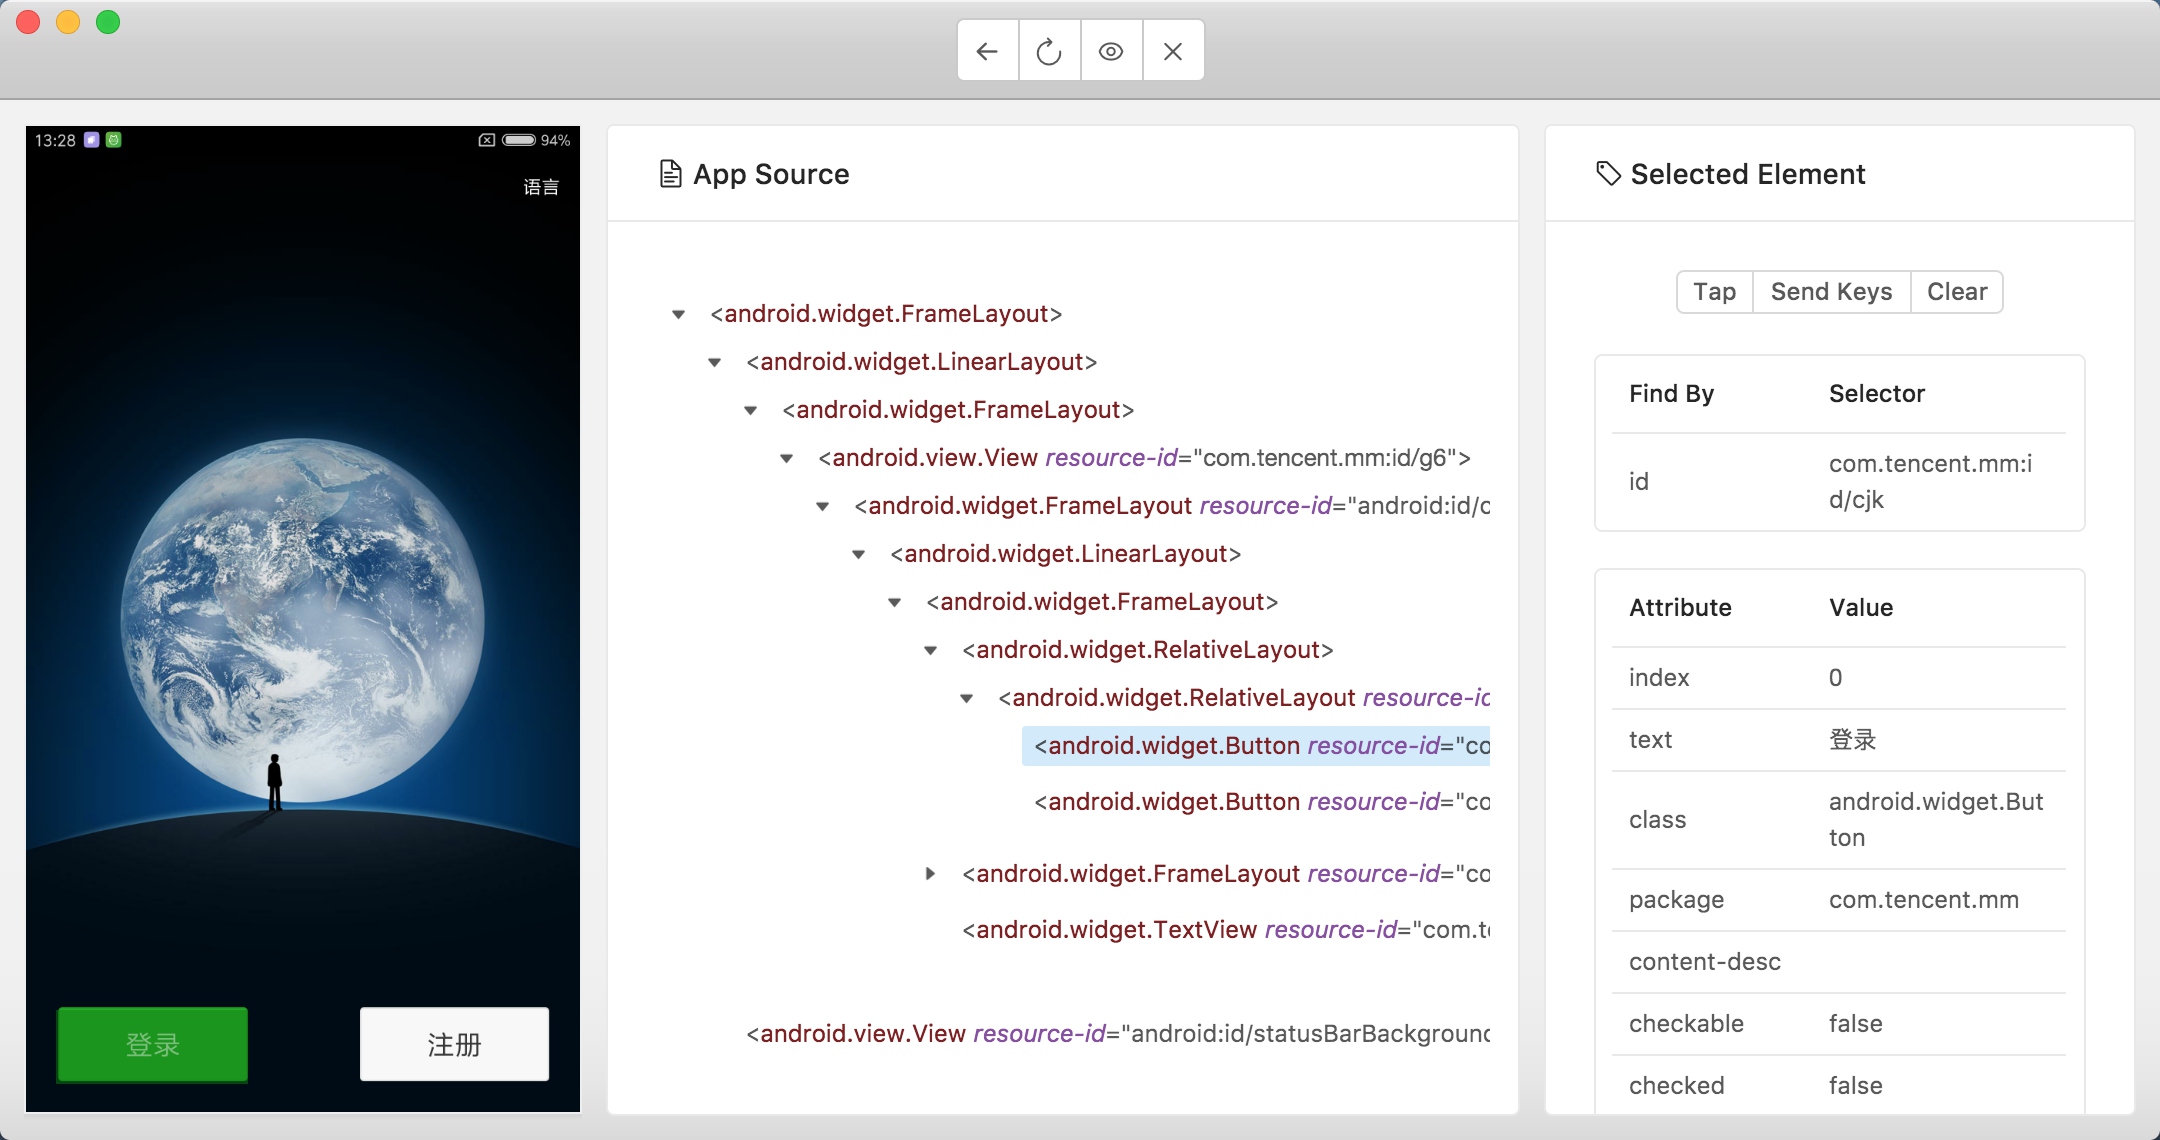 13:28
94%
语言
登录
注册
App Source
<android.widget.FrameLayout>
<android.widget.LinearLayout>
<android.widget.FrameLayout>
<android.view.View resource-id="com.tencent.mm:id/g6">
<android.widget.FrameLayout resource-id="android:id/c
<android.widget.LinearLayout>
<android.widget.FrameLayout>
<android.widget.RelativeLayout>
<android.widget.RelativeLayout resource-id
<android.widget.Button resource-id="co
<android.widget.Button resource-id="co
<android.widget.FrameLayout resource-id="co
<android.widget.TextView resource-id="com.te
<android.view.View resource-id="android:id/statusBarBackground
Selected Element
Tap Send Keys Clear
Find By Selector
id com.tencent.mm:i
d/cjk
Attribute Value
index 0
text 登录
class android.widget.But
ton
package com.tencent.mm
content-desc
checkable false
checked false